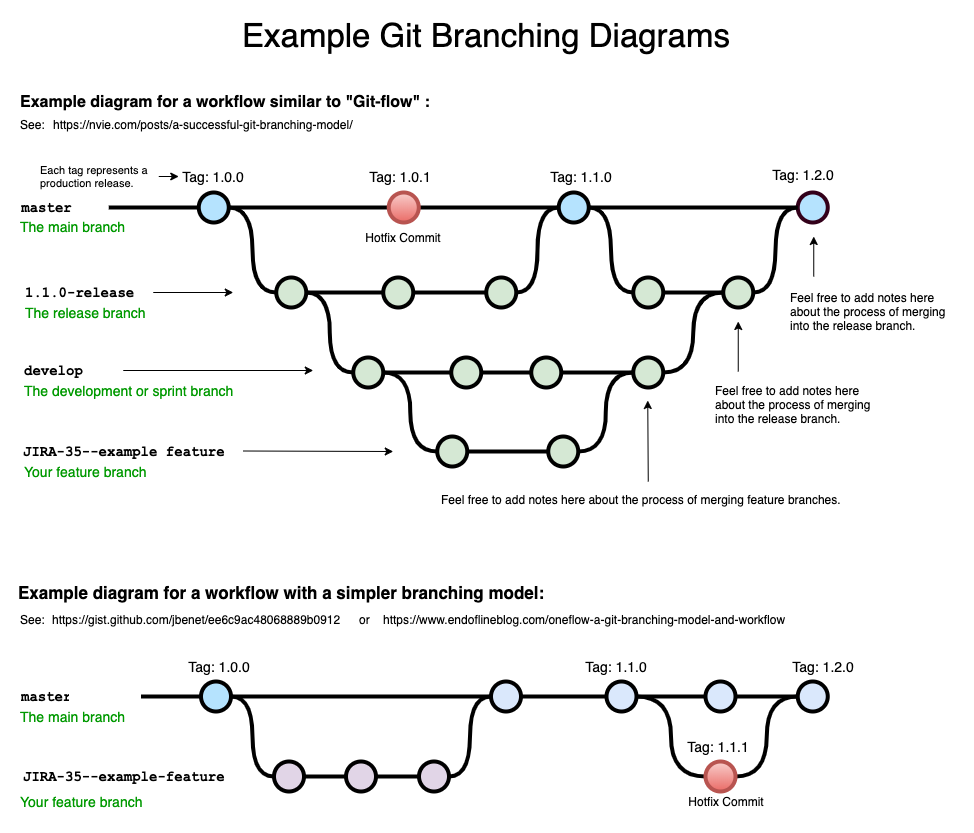 Example Git Branching Diagrams
Example diagram for a workflow similar to "Git-flow" :
See: https://nvie.com/posts/a-successful-git-branching-model/
Each tag represents a
production release.
Tag: 1.0.0
Tag: 1.0.1
Tag: 1.1.0
Tag: 1.2.0
master
The main branch
Hotfix Commit
1.1.0-release
The release branch
Feel free to add notes here
about the process of merging
into the release branch.
develop
The development or sprint branch
Feel free to add notes here
about the process of merging
into the release branch.
JIRA-35--example feature
Your feature branch
Feel free to add notes here about the process of merging feature branches.
Example diagram for a workflow with a simpler branching model:
See: https://gist.github.com/jbenet/ee6c9ac48068889b0912 or https://www.endoflineblog.com/oneflow-a-git-branching-model-and-workflow
Tag: 1.0.0
Tag: 1.1.0
Tag: 1.2.0
master
The main branch
Tag: 1.1.1
JIRA-35--example-feature
Your feature branch
Hotfix Commit